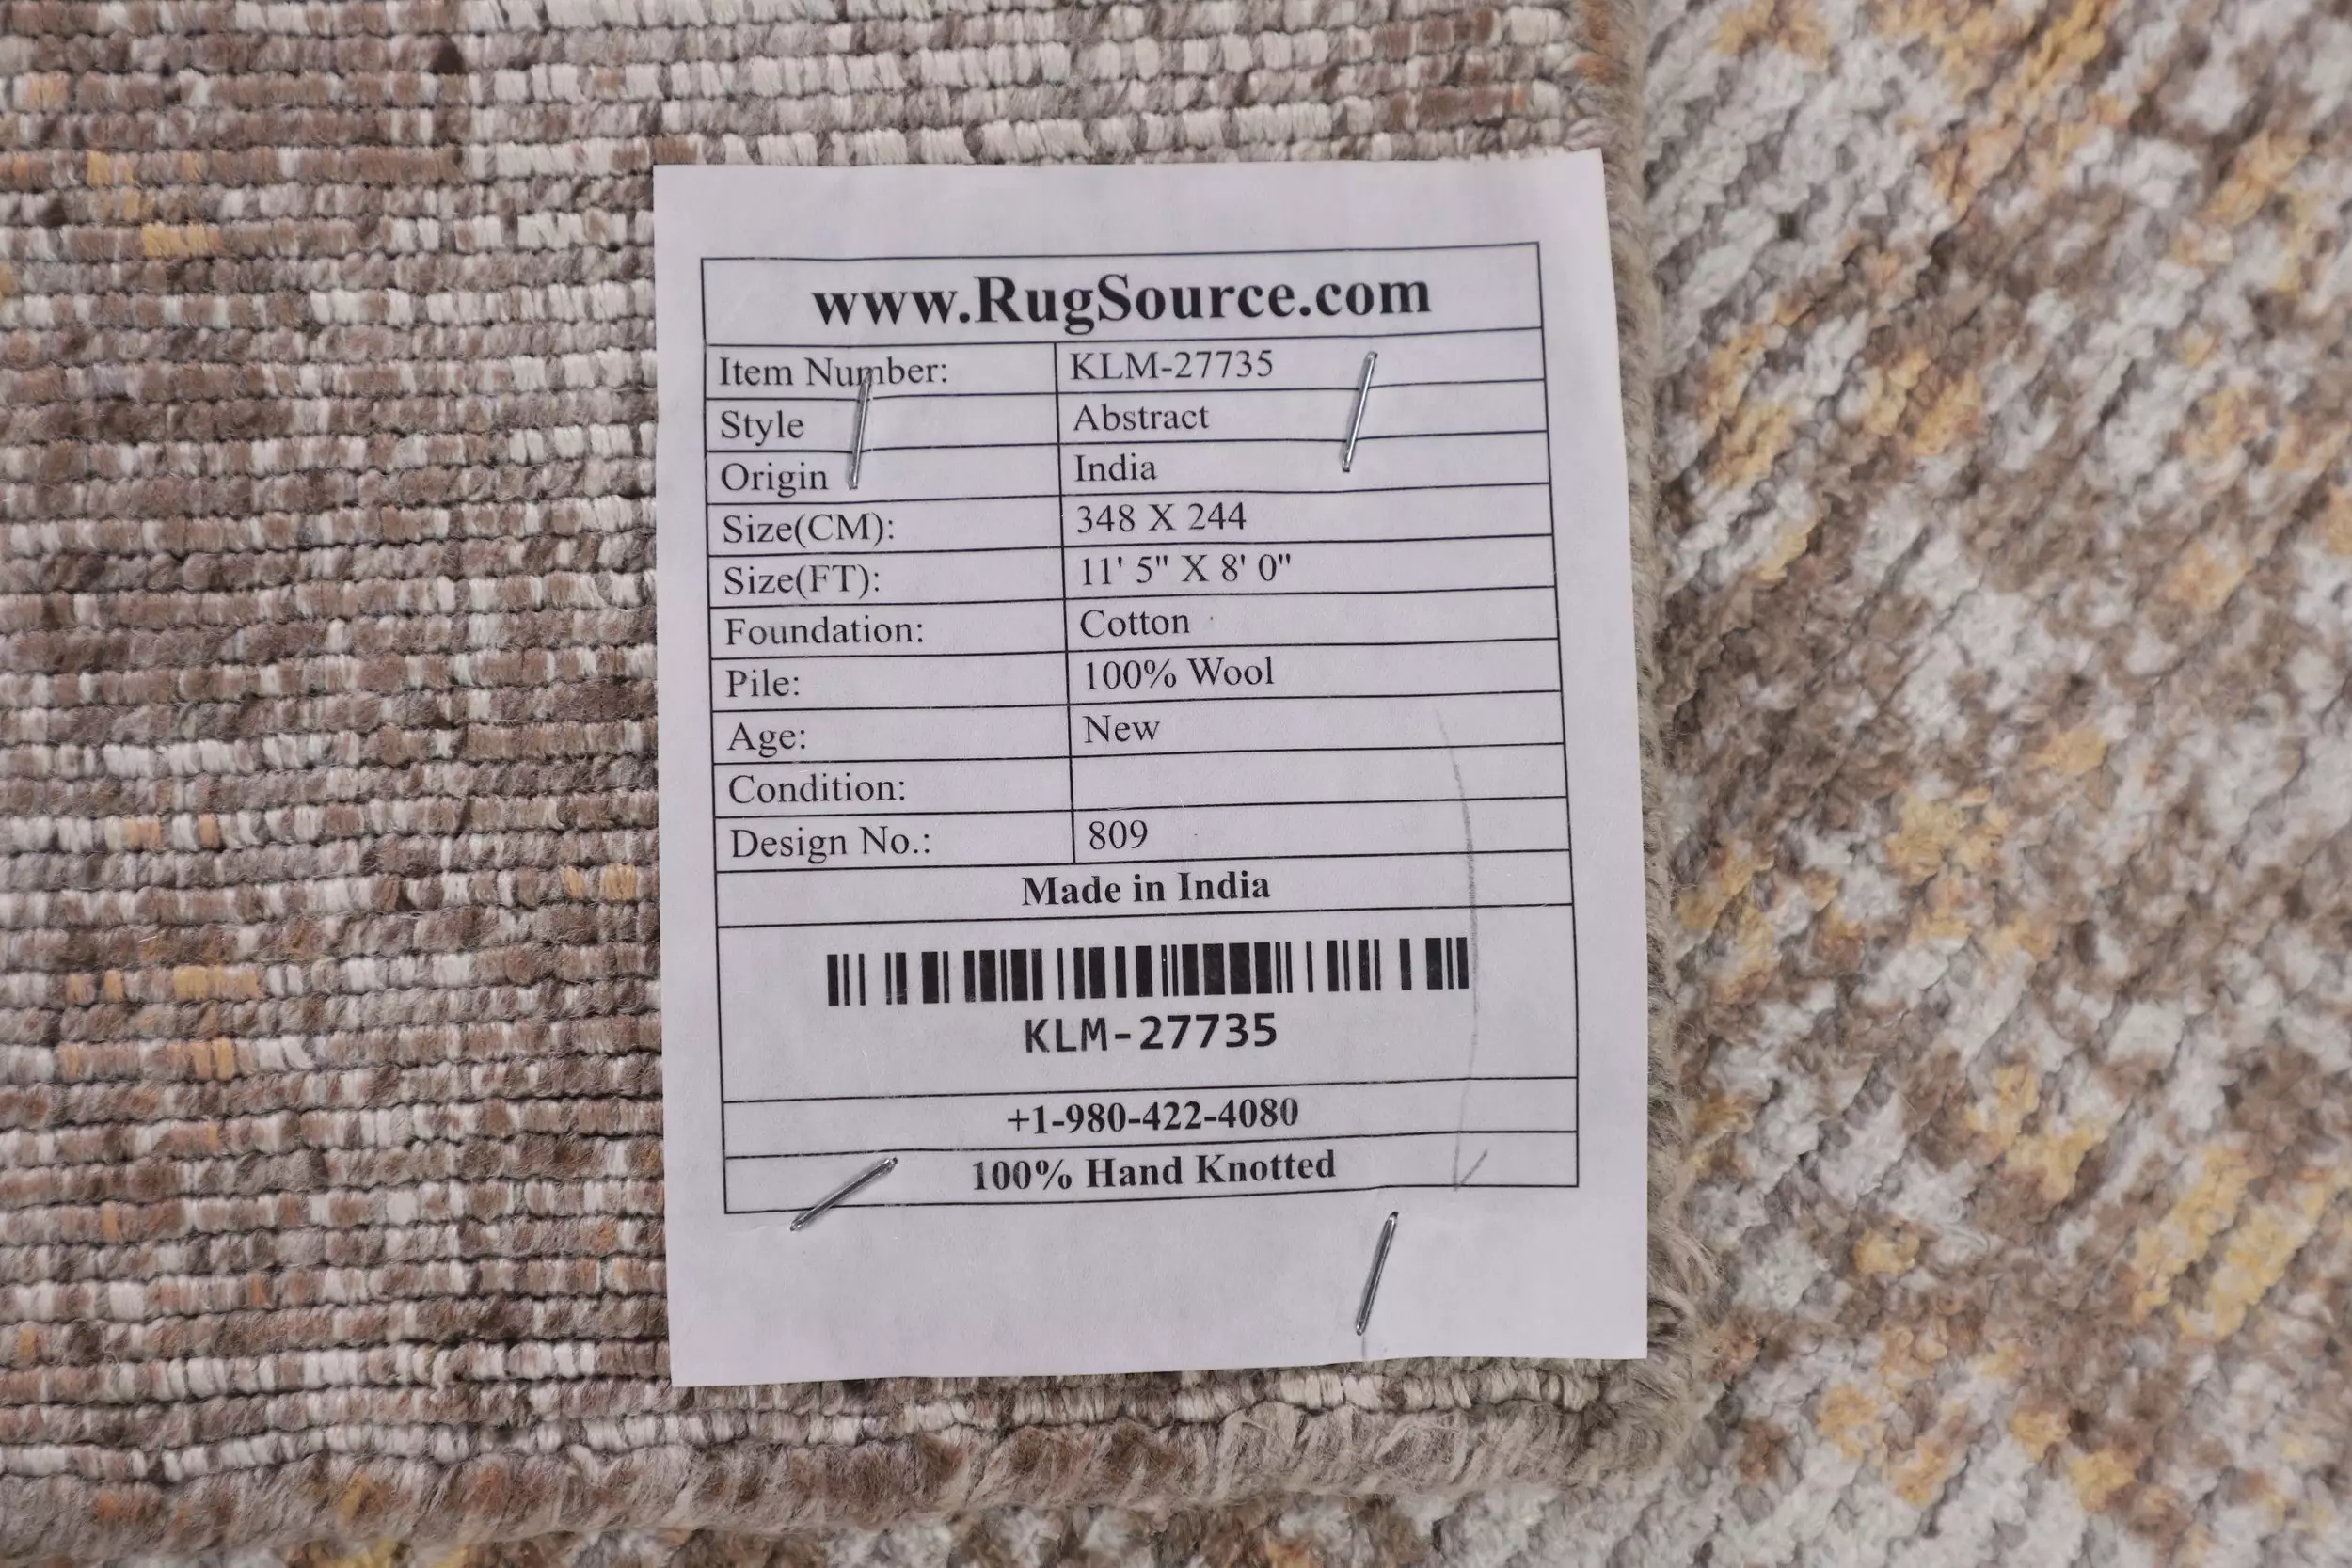 www.RugSource.com
Item Number: KLM-27735
Style Abstract
Origin India
Size(CM): 348 X 244
Size(FT): 11' 5" X 8' 0"
Foundation: Cotton
Pile: 100% Wool
Age: New
Condition:
Design No.: 809
Made in India
KLM-27735
+1-980-422-4080
100% Hand Knotted